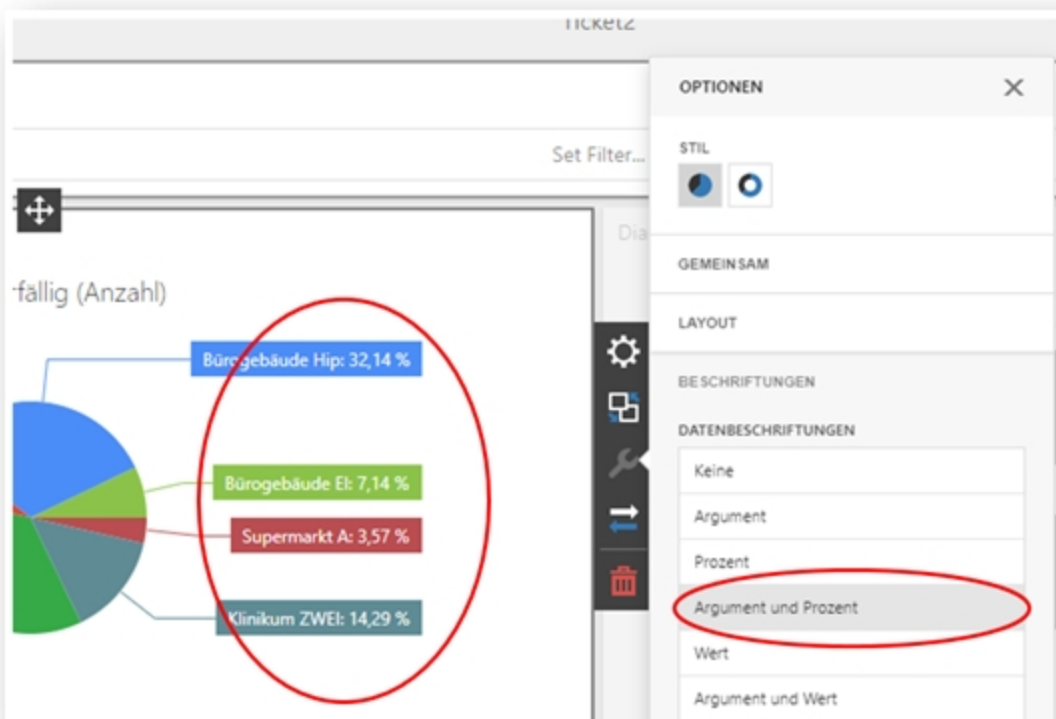 Ticket2
OPTIONEN
STIL
Set Filter...
Dia
GEMEINSAM
fällig (Anzahl)
LAYOUT
Bürogebäude Hip: 32,14 %
BESCHRIFTUNGEN
DATENBESCHRIFTUNGEN
Keine
Bürogebäude EI: 7,14 %
Argument
Supermarkt A: 3,57 %
Prozent
Argument und Prozent
Klinikum ZWEI: 14,29 %
Wert
Argument und Wert